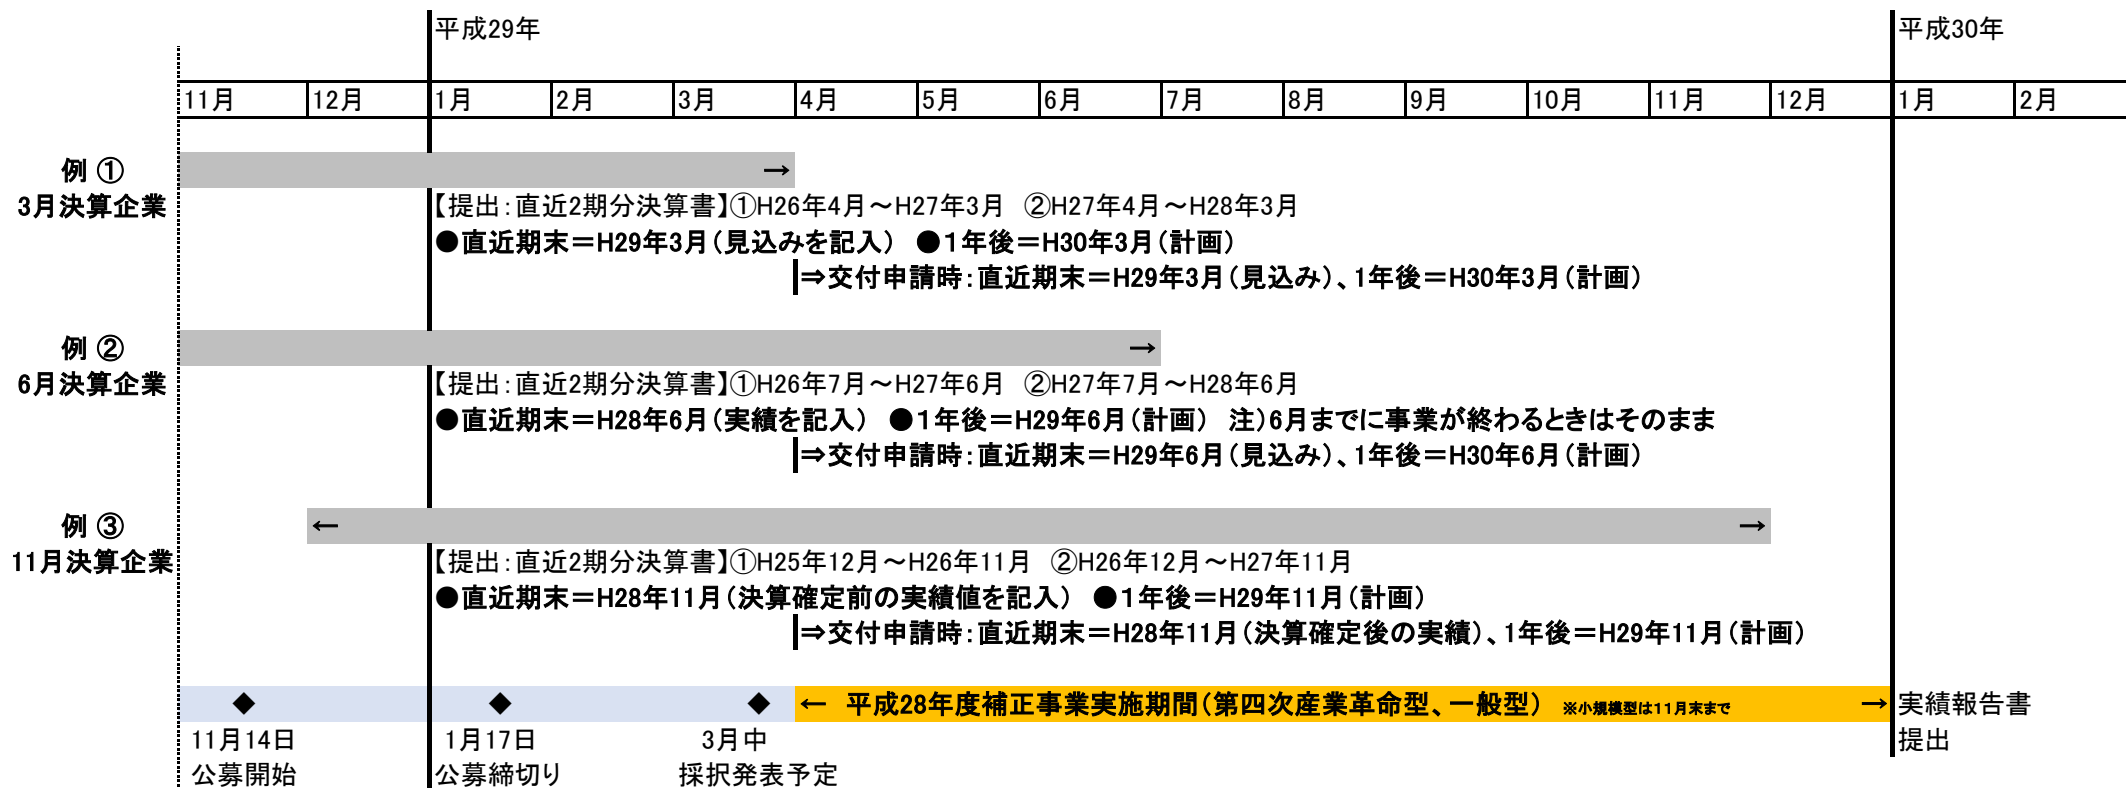 平成29年
平成30年
11月 12月 1月 2月 3月 4月 5月 6月 7月 8月 9月 10月 11月 12月 1月 2月
例 ①
3月決算企業
→
【提出：直近2期分決算書】①H26年4月～H27年3月　②H27年4月～H28年3月
●直近期末＝H29年3月（見込みを記入）　●1年後＝H30年3月（計画）
⇒交付申請時：直近期末＝H29年3月（見込み）、1年後＝H30年3月（計画）
例 ②
6月決算企業
→
【提出：直近2期分決算書】①H26年7月～H27年6月　②H27年7月～H28年6月
●直近期末＝H28年6月（実績を記入）　●1年後＝H29年6月（計画）　注）6月までに事業が終わるときはそのまま
⇒交付申請時：直近期末＝H29年6月（見込み）、1年後＝H30年6月（計画）
例 ③
11月決算企業
← →
【提出：直近2期分決算書】①H25年12月～H26年11月　②H26年12月～H27年11月
●直近期末＝H28年11月（決算確定前の実績値を記入）　●1年後＝H29年11月（計画）
⇒交付申請時：直近期末＝H28年11月（決算確定後の実績）、1年後＝H29年11月（計画）
◆ ◆ ◆ ← 平成28年度補正事業実施期間（第四次産業革命型、一般型） ※小規模型は11月末まで →
11月14日
公募開始
1月17日
公募締切り
3月中
採択発表予定
実績報告書
提出